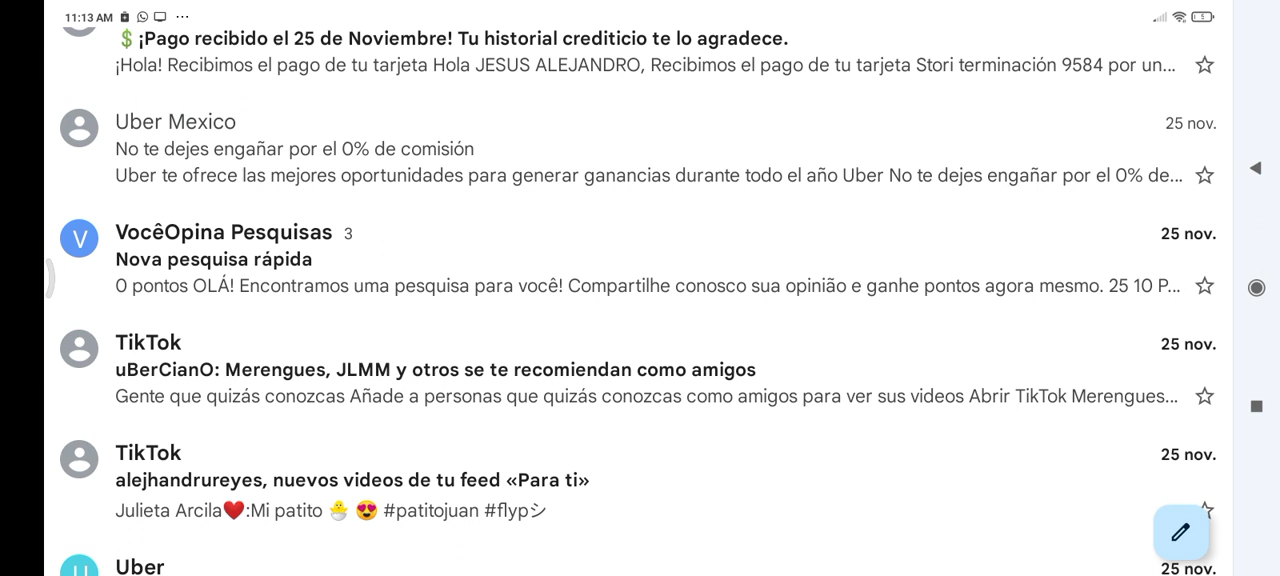 11:13 AM
$ ¡Pago recibido el 25 de Noviembre! Tu historial crediticio te lo agradece.
¡Hola! Recibimos el pago de tu tarjeta Hola JESUS ALEJANDRO, Recibimos el pago de tu tarjeta Stori terminación 9584 por un...
Uber Mexico 25 nov.
No te dejes engañar por el 0% de comisión
Uber te ofrece las mejores oportunidades para generar ganancias durante todo el año Uber No te dejes engañar por el 0% de...
V VocêOpina Pesquisas 3 25 nov.
Nova pesquisa rápida
0 pontos OLÁ! Encontramos uma pesquisa para você! Compartilhe conosco sua opinião e ganhe pontos agora mesmo. 25 10 P...
TikTok 25 nov.
uBerCianO: Merengues, JLMM y otros se te recomiendan como amigos
Gente que quizás conozcas Añade a personas que quizás conozcas como amigos para ver sus videos Abrir TikTok Merengues...
TikTok 25 nov.
alejhandrureyes, nuevos videos de tu feed «Para ti»
Julieta Arcila❤️:Mi patito 🐣 😍 #patitojuan #flypシ
U Uber 25 nov.